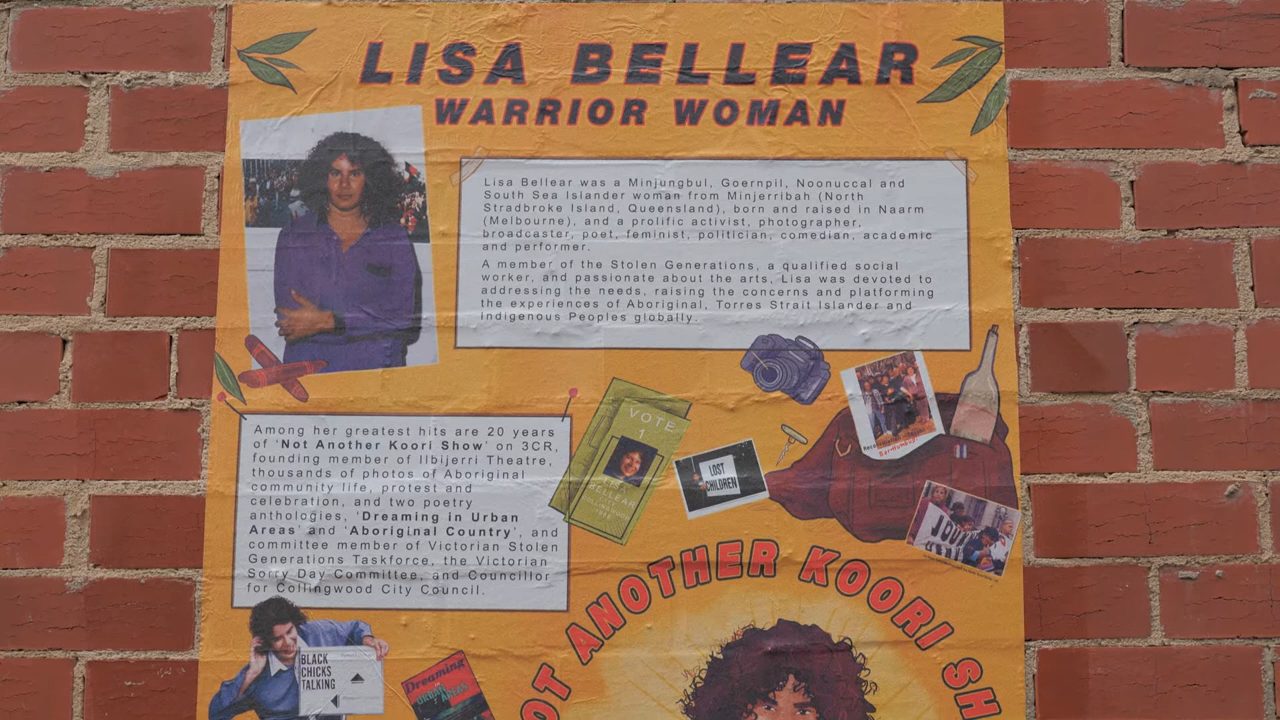 LISA BELLEAR
WARRIOR WOMAN
Lisa Bellear was a Minjungbul, Goernpil, Noonuccal and
South Sea Islander woman from Minjerribah (North
Stradbroke Island, Queensland), born and raised in Naarm
(Melbourne), and a prolific activist, photographer,
broadcaster, poet, feminist, politician, comedian, academic
and performer.
A member of the Stolen Generations, a qualified social
worker, and passionate about the arts, Lisa was devoted to
addressing the needs, raising the concerns and platforming
the experiences of Aboriginal, Torres Strait Islander and
Indigenous Peoples globally.
Among her greatest hits are 20 years
of 'Not Another Koori Show' on 3CR,
founding member of Ilbijerri Theatre,
thousands of photos of Aboriginal
community life, protest and
celebration, and two poetry
anthologies, 'Dreaming in Urban
Areas' and 'Aboriginal Country', and
committee member of Victorian Stolen
Generations Taskforce, the Victorian
Sorry Day Committee, and Councillor
for Collingwood City Council.
VOTE
1
BELLEAR
LOST
CHILDREN
OT ANOTHER KOORI SH
BLACK
CHICKS
TALKING
Dreaming
IN URBAN
AREAS